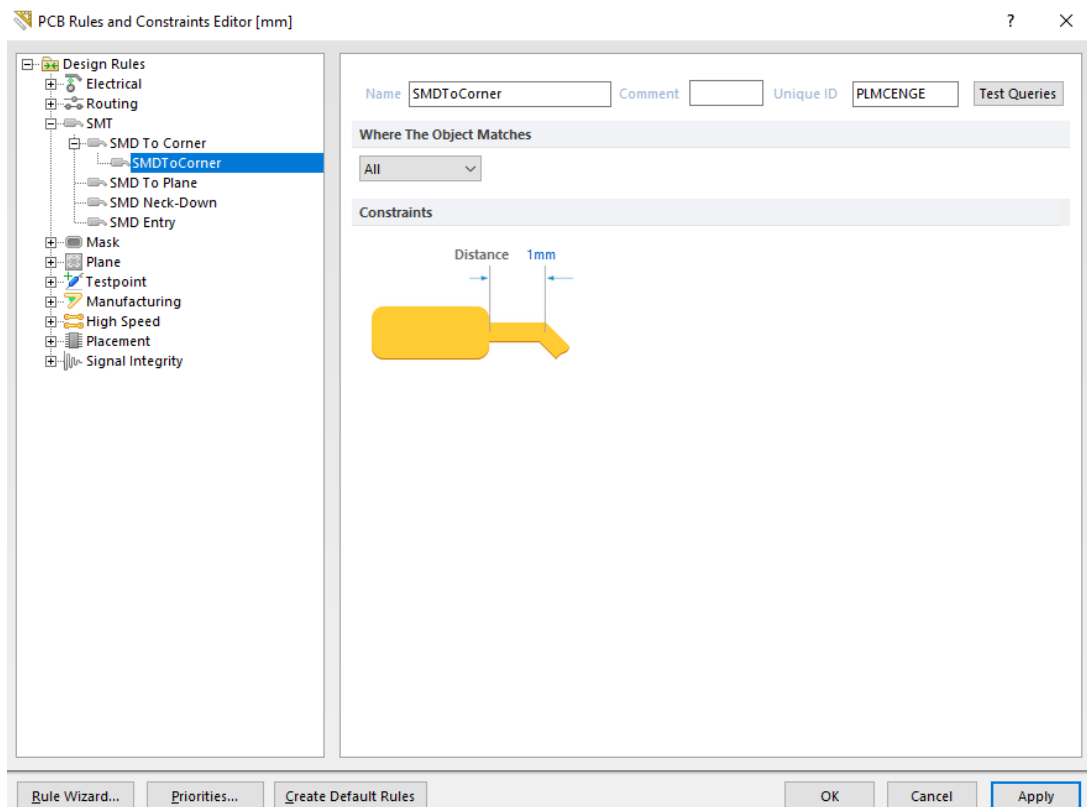 PCB Rules and Constraints Editor [mm]
?
Design Rules
Electrical
Routing
SMT
SMD To Corner
SMDToCorner
SMD To Plane
SMD Neck-Down
SMD Entry
Mask
Plane
Testpoint
Manufacturing
High Speed
Placement
Signal Integrity
Name SMDToCorner Comment Unique ID PLMCENGE Test Queries
Where The Object Matches
All
Constraints
Distance 1mm
Rule Wizard... Priorities... Create Default Rules OK Cancel Apply